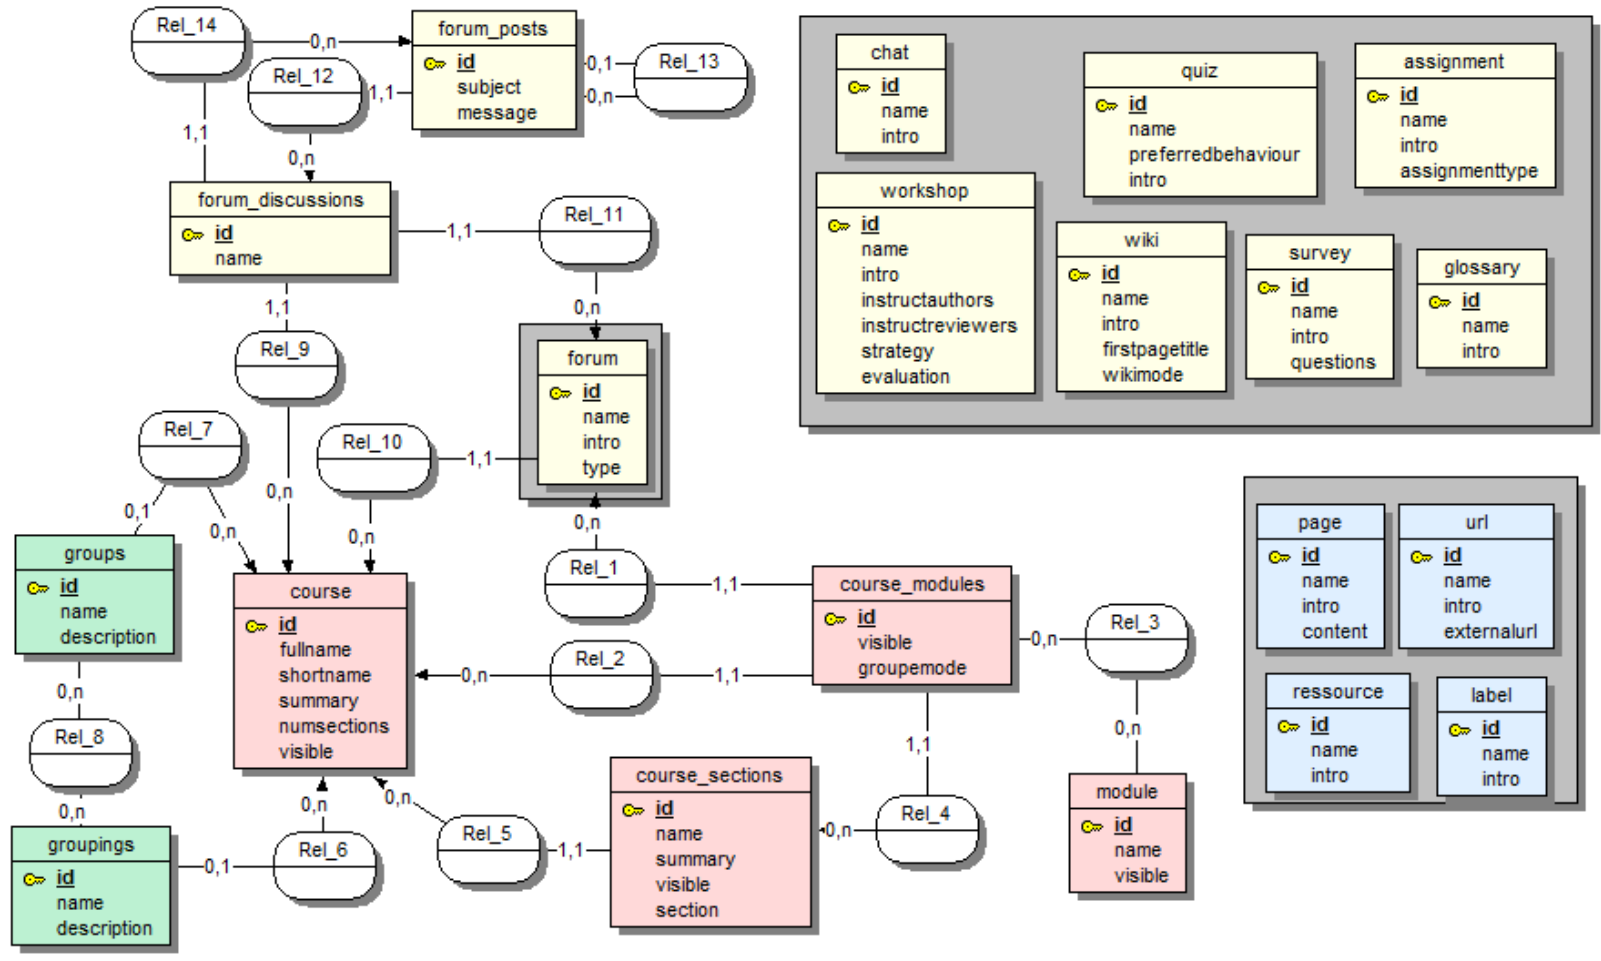 Rel_14
0,n
1,1
forum_posts
id
subject
message
Rel_12
1,1
0,n
0,1
0,n
Rel_13
forum_discussions
id
name
1,1
Rel_11
0,n
1,1
Rel_9
0,n
forum
id
name
intro
type
Rel_7
0,1
0,n
Rel_10
1,1
0,n
groups
id
name
description
course
id
fullname
shortname
summary
numsections
visible
0,n
Rel_1
1,1
course_modules
id
visible
groupemode
0,n
Rel_2
1,1
0,n
Rel_3
0,n
module
id
name
visible
0,n
Rel_8
0,n
groupings
id
name
description
0,1
Rel_6
0,n
0,n
Rel_5
1,1
course_sections
id
name
summary
visible
section
1,1
Rel_4
0,n
chat
id
name
intro
quiz
id
name
preferredbehaviour
intro
assignment
id
name
intro
assignmenttype
workshop
id
name
intro
instructauthors
instructreviewers
strategy
evaluation
wiki
id
name
intro
firstpagetitle
wikimode
survey
id
name
intro
questions
glossary
id
name
intro
page
id
name
intro
content
url
id
name
intro
externalurl
ressource
id
name
intro
label
id
name
intro